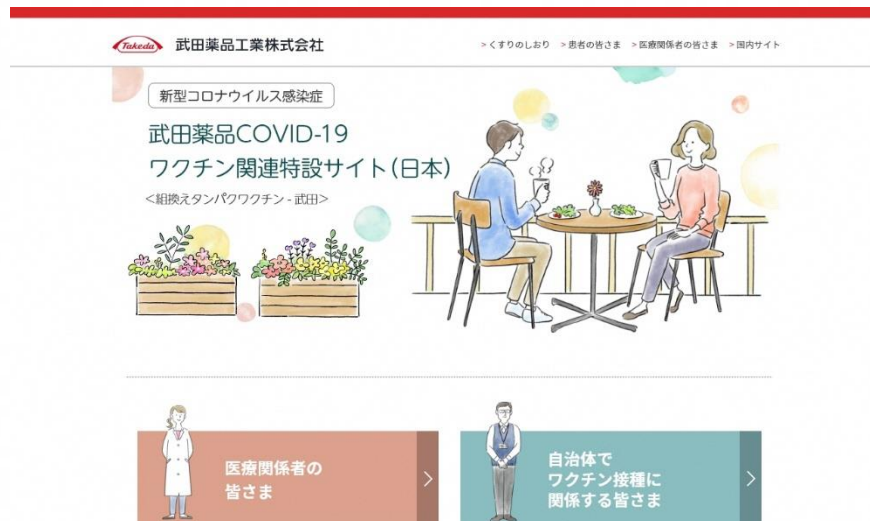 Takeda 武田薬品工業株式会社
>くすりのしおり >患者の皆さま >医療関係者の皆さま >国内サイト
新型コロナウイルス感染症
武田薬品COVID-19
ワクチン関連特設サイト(日本)
<組換えタンパクワクチン - 武田>
医療関係者の
皆さま
自治体で
ワクチン接種に
関係する皆さま